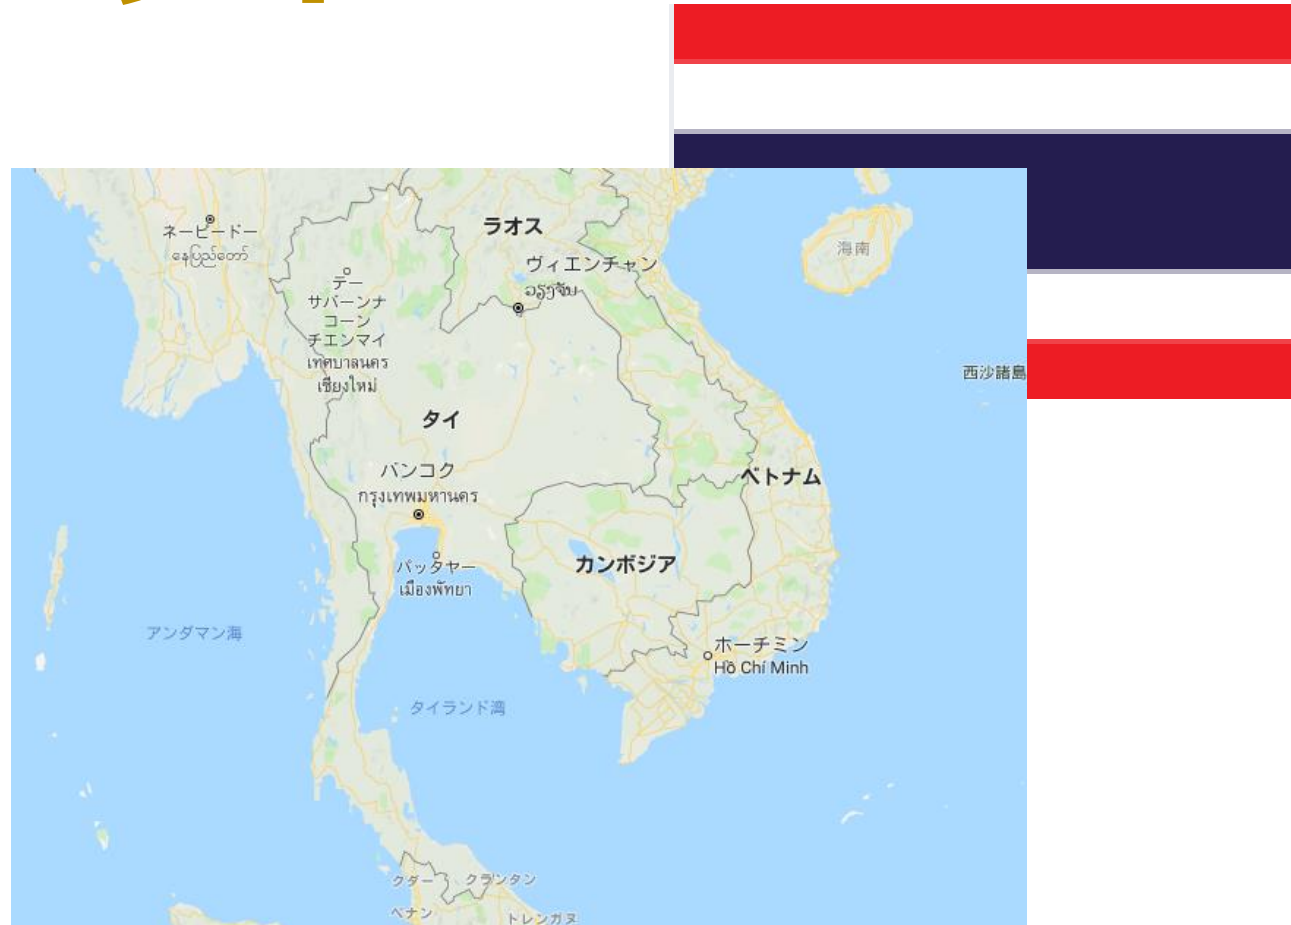 ラオス
ネーピードー
နေပြည်တော်
海南
ヴィエンチャン
ວຽງຈັນ
デー
サバーンナ
コーン
チエンマイ
เทศบาลนคร
เชียงใหม่
西沙諸島
タイ
バンコク
กรุงเทพมหานคร
ベトナム
カンボジア
パッタヤー
เมืองพัทยา
アンダマン海
ホーチミン
Hồ Chí Minh
タイランド湾
クダー
クランタン
ペナン
トレンガヌ